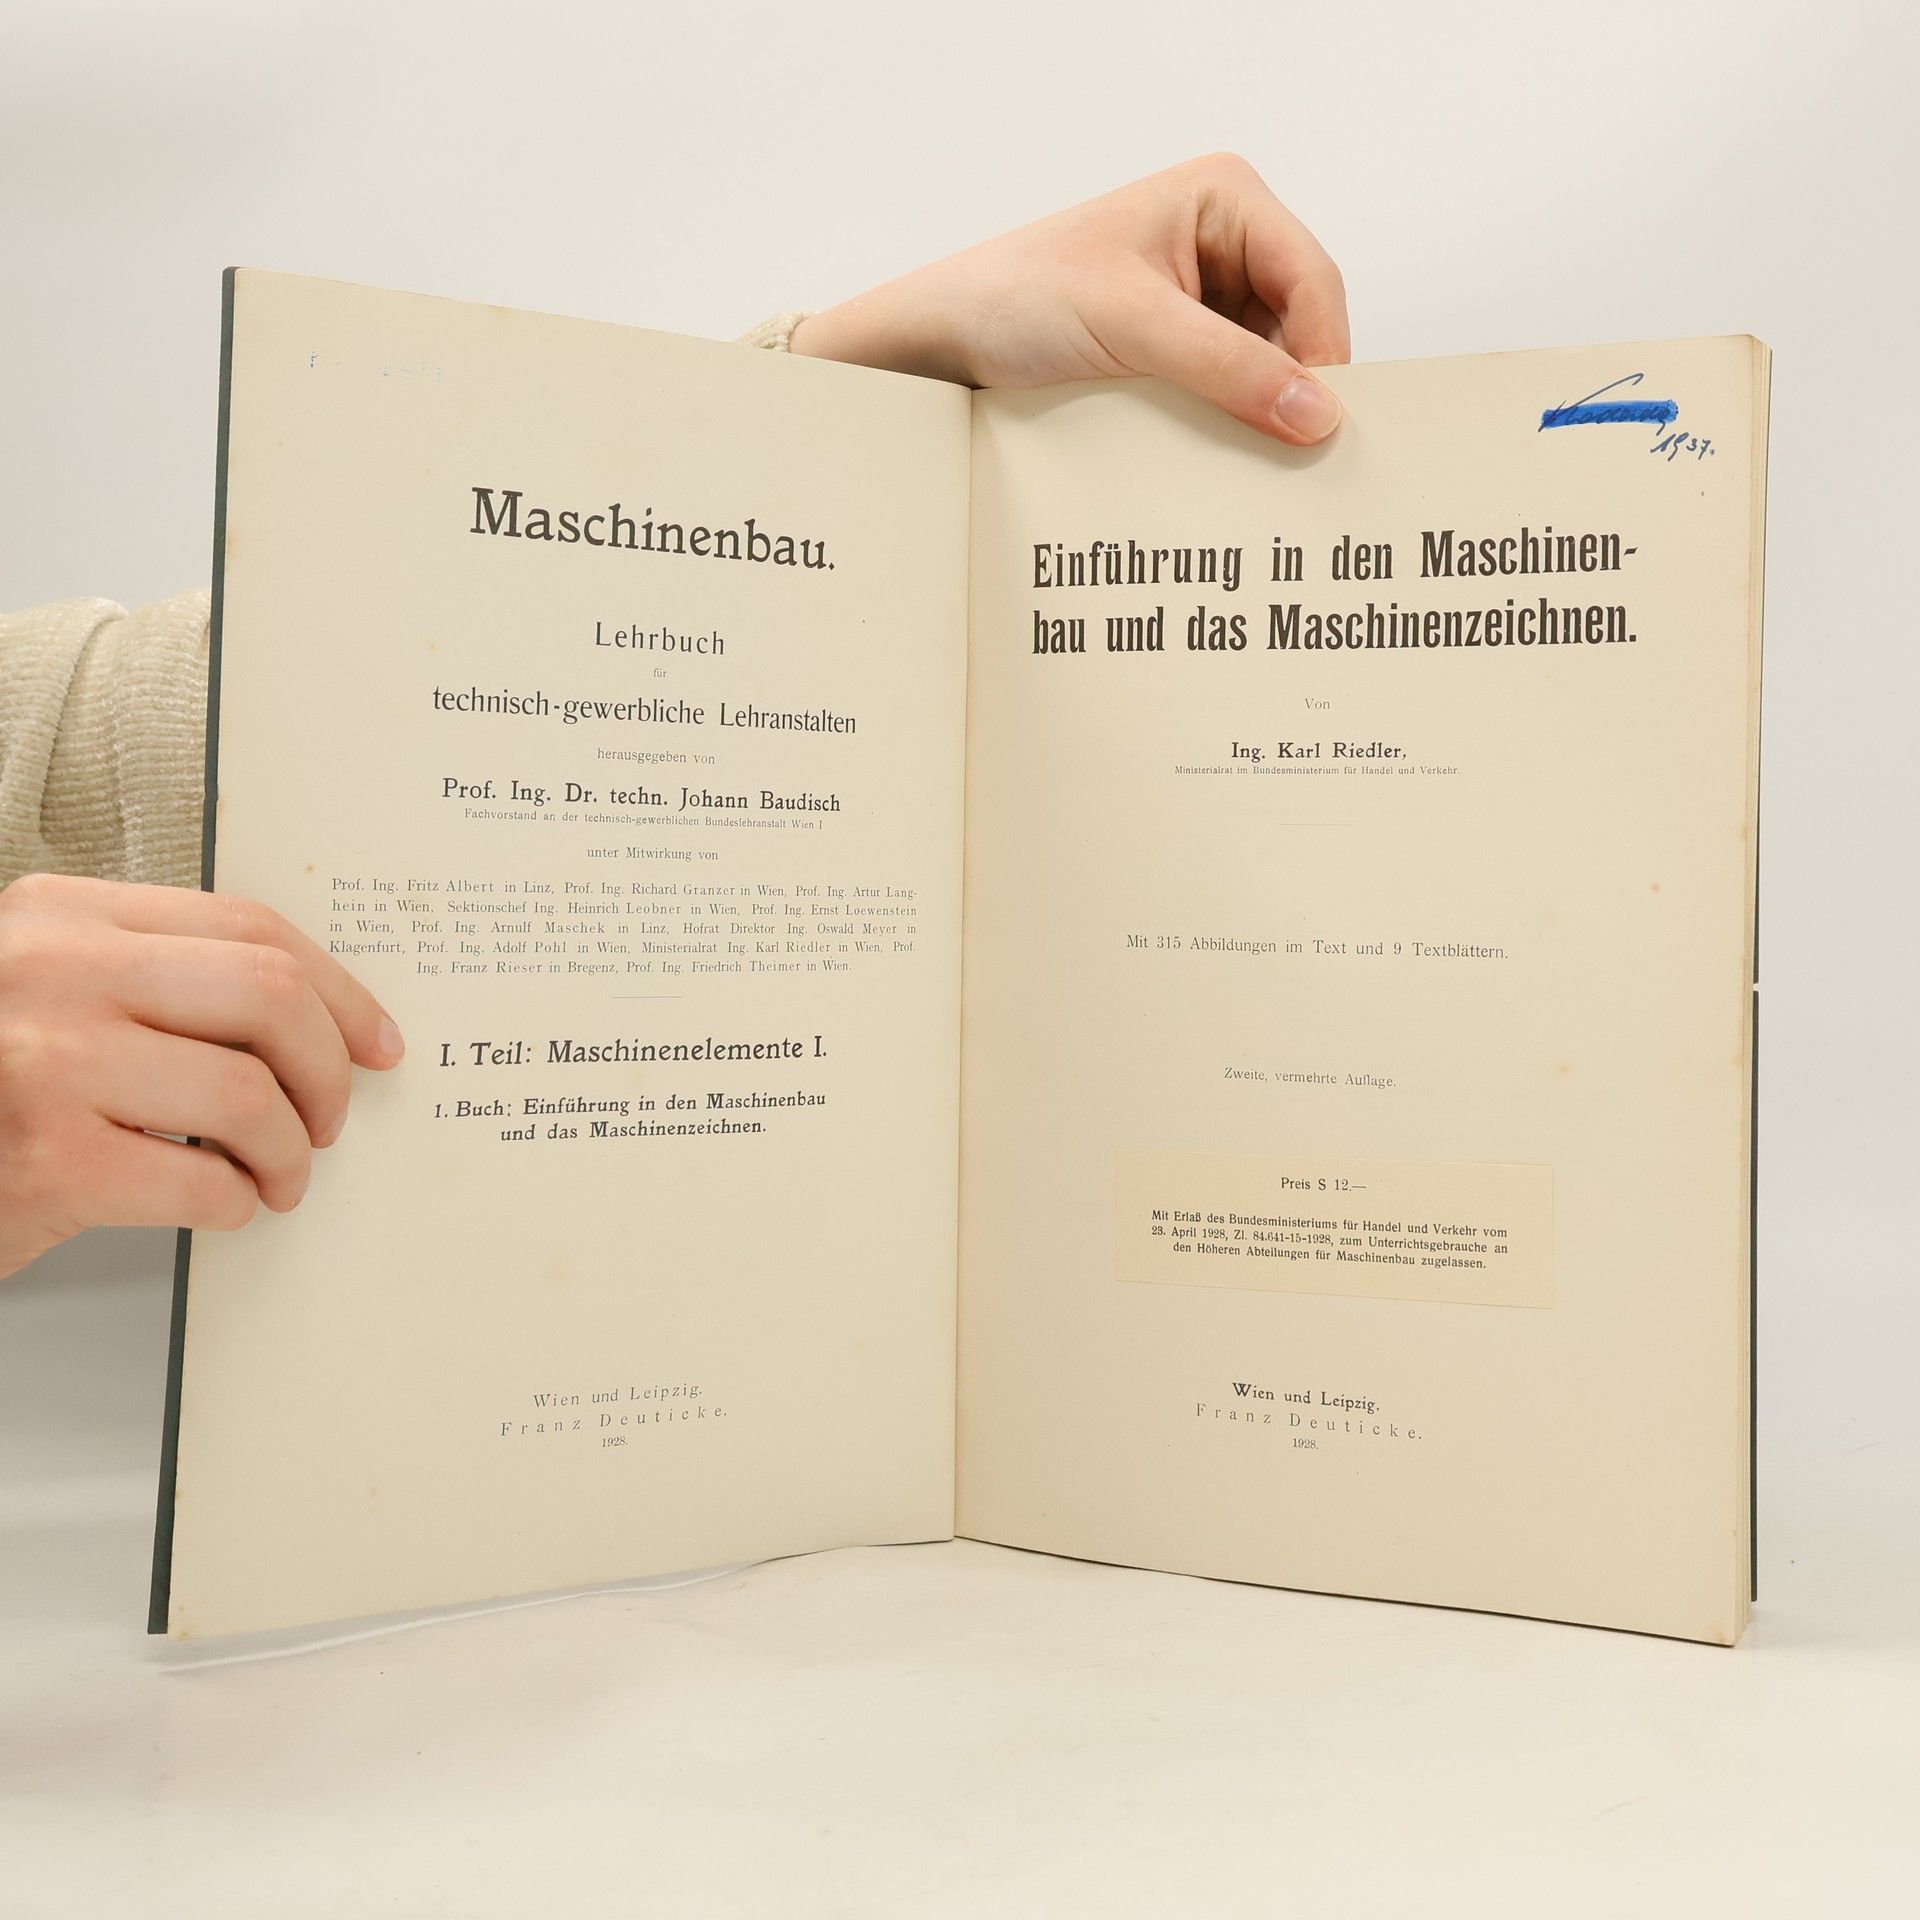 Maschinenbau.
Lehrbuch
für
technisch-gewerbliche Lehranstalten
herausgegeben von
Prof. Ing. Dr. techn. Johann Baudisch
Fachvorstand an der technisch-gewerblichen Bundeslehranstalt Wien I
unter Mitwirkung von
Prof. Ing. Fritz Albert in Linz, Prof. Ing. Richard Granzer in Wien, Prof. Ing. Artur Lang-
hein in Wien, Sektionschef Ing. Heinrich Leobner in Wien, Prof. Ing. Ernst Loewenstein
in Wien, Prof. Ing. Arnulf Maschek in Linz, Hofrat Direktor Ing. Oswald Meyer in
Klagenfurt, Prof. Ing. Adolf Pohl in Wien, Ministerialrat Ing. Karl Riedler in Wien, Prof.
Ing. Franz Rieser in Bregenz, Prof. Ing. Friedrich Theimer in Wien.
I. Teil: Maschinenelemente I.
1. Buch: Einführung in den Maschinenbau
und das Maschinenzeichnen.
Wien und Leipzig.
Franz Deuticke.
1928.
1937.
Einführung in den Maschinen-
bau und das Maschinenzeichnen.
Von
Ing. Karl Riedler,
Ministerialrat im Bundesministerium für Handel und Verkehr.
Mit 315 Abbildungen im Text und 9 Textblättern.
Zweite, vermehrte Auflage.
Preis S 12.—
Mit Erlaß des Bundesministeriums für Handel und Verkehr vom
23. April 1928, Zl. 84.641-15-1928, zum Unterrichtsgebrauche an
den Höheren Abteilungen für Maschinenbau zugelassen.
Wien und Leipzig.
Franz Deuticke.
1928.